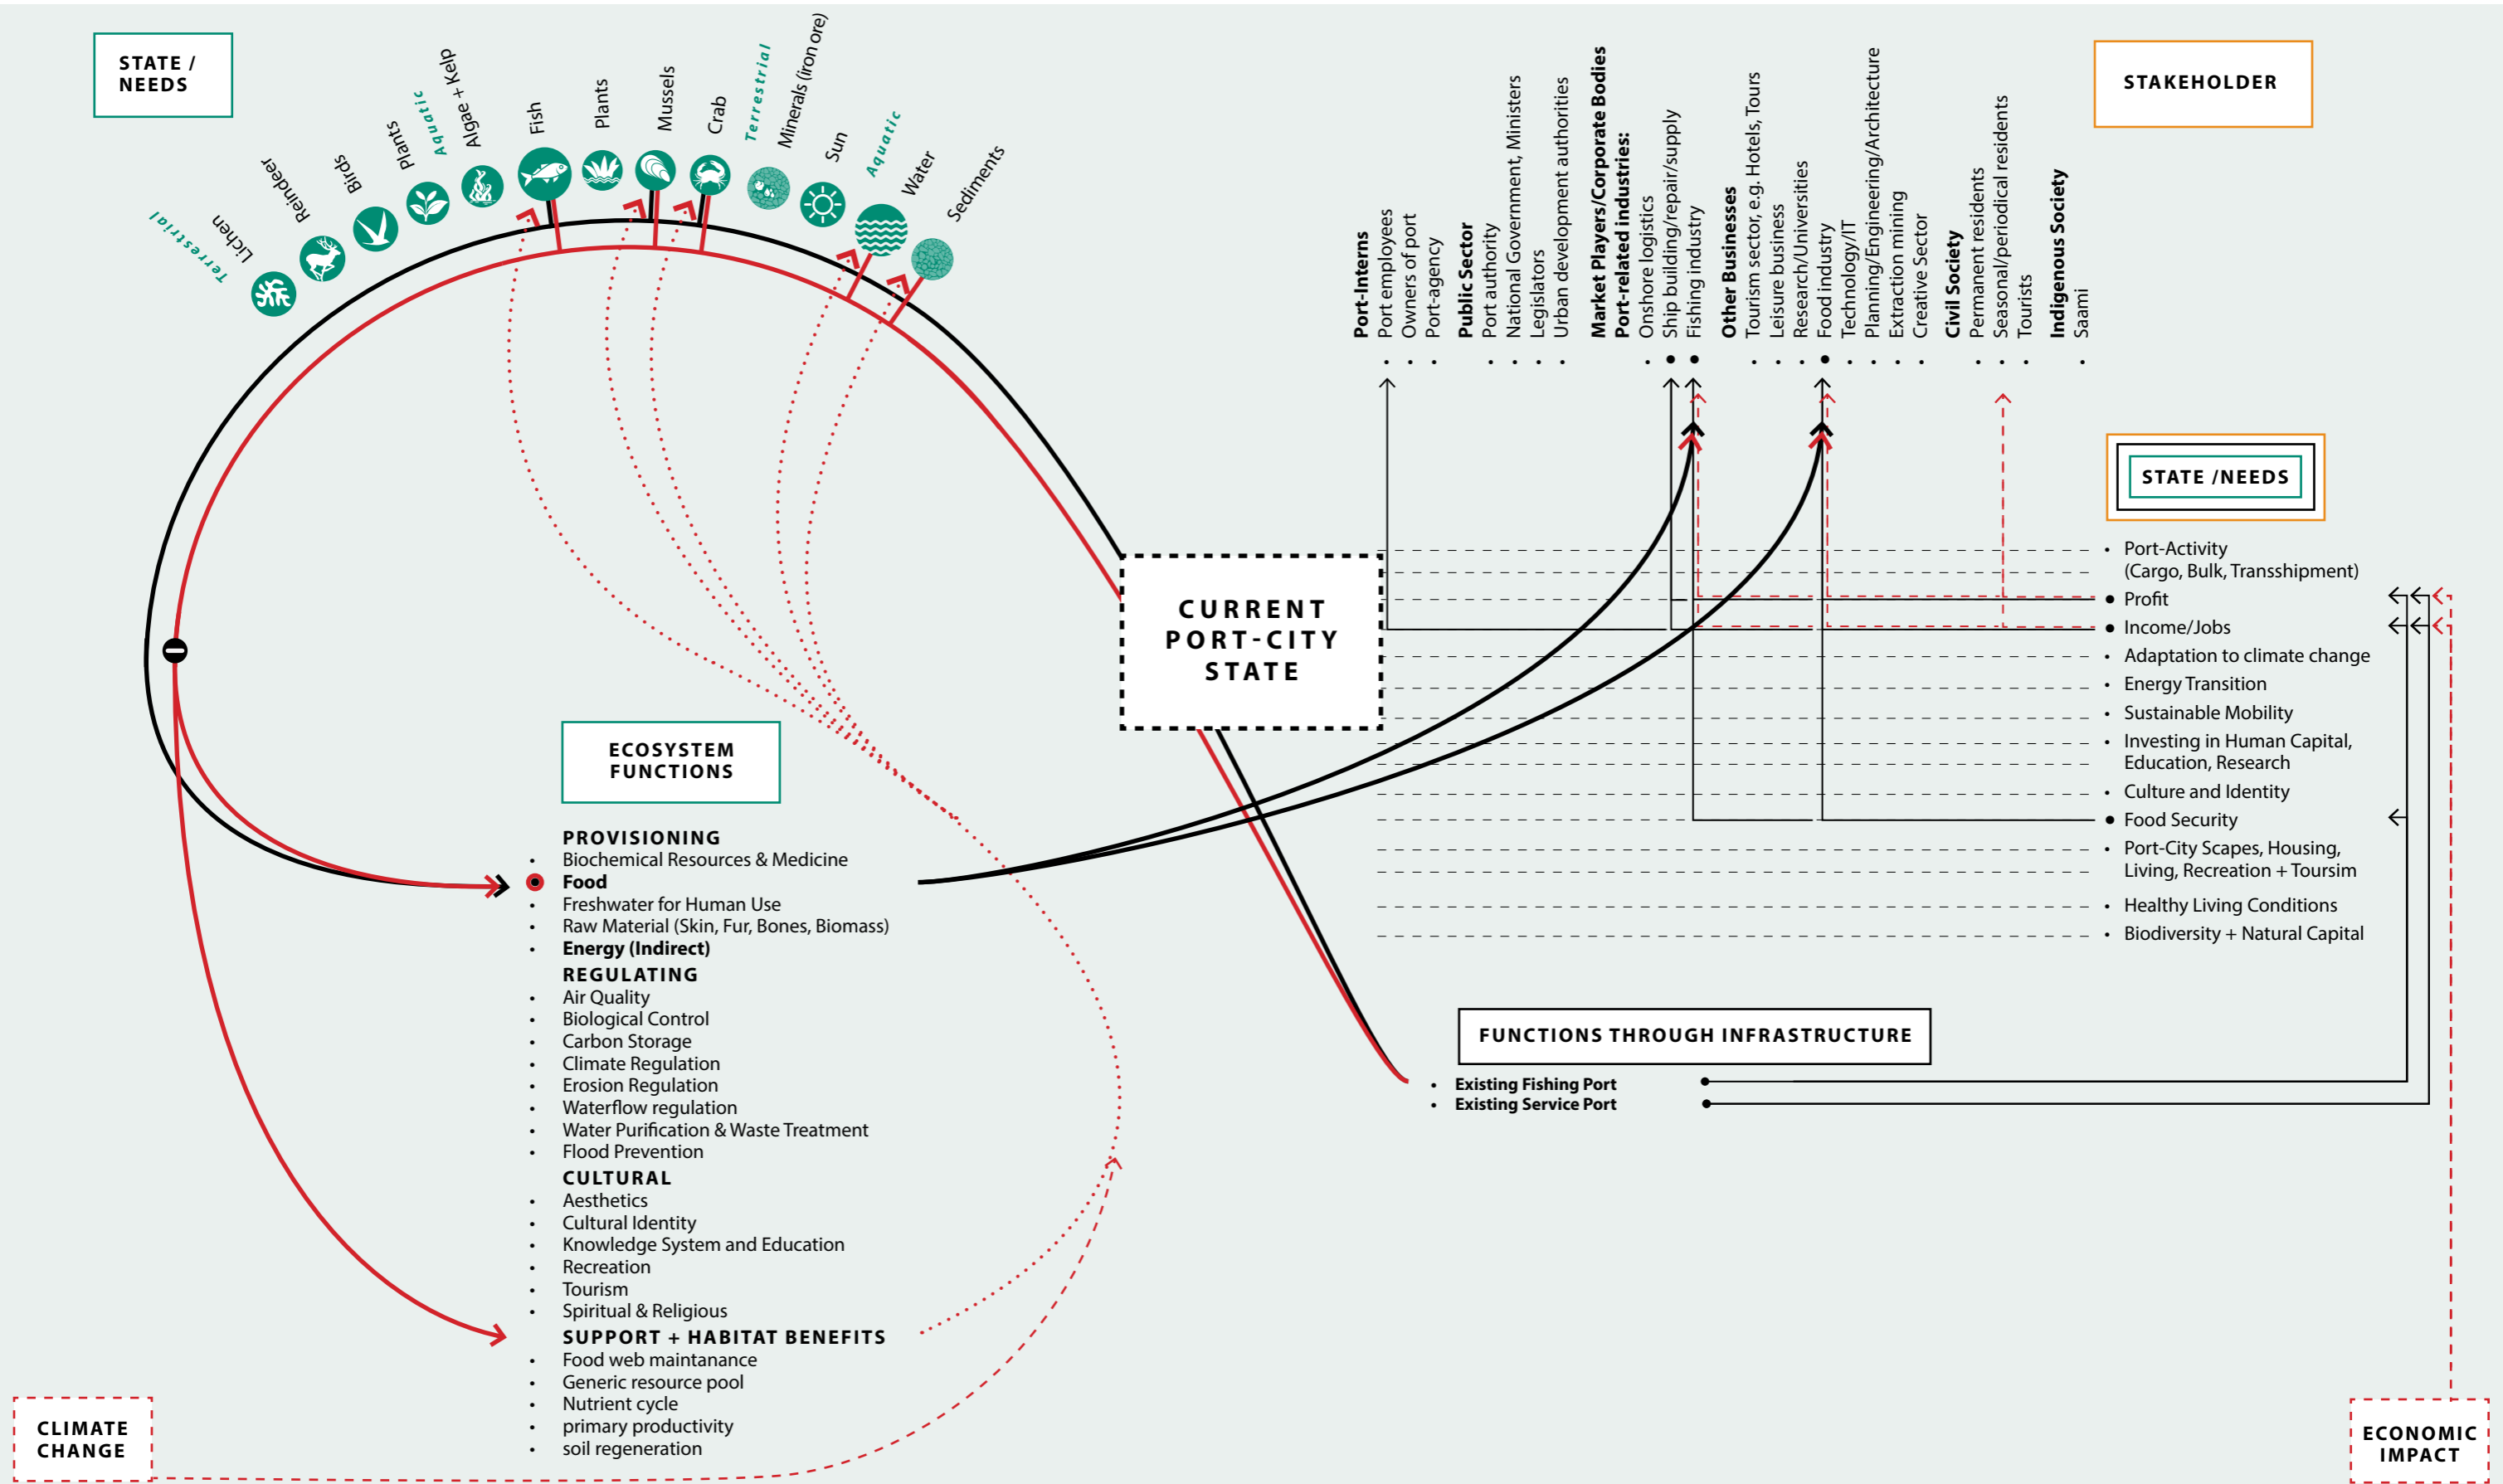 STATE /
NEEDS
Terrestrial
Lichen
Reindeer
Birds
Plants
Aquatic
Algae + Kelp
Fish
Plants
Mussels
Crab
Terrestrial
Minerals (iron ore)
Sun
Aquatic
Water
Sediments
STAKEHOLDER
Port-Interns
Port employees
Owners of port
Port-agency
Public Sector
Port authority
National Government, Ministers
Legislators
Urban development authorities
Market Players/Corporate Bodies
Port-related industries:
Onshore logistics
Ship building/repair/supply
Fishing industry
Other Businesses
Tourism sector, e.g. Hotels, Tours
Leisure business
Research/Universities
Food industry
Technology/IT
Planning/Engineering/Architecture
Extraction mining
Creative Sector
Civil Society
Permanent residents
Seasonal/periodical residents
Tourists
Indigenous Society
Saami
STATE /NEEDS
• Port-Activity
(Cargo, Bulk, Transshipment)
• Profit
• Income/Jobs
• Adaptation to climate change
• Energy Transition
• Sustainable Mobility
• Investing in Human Capital,
Education, Research
• Culture and Identity
• Food Security
• Port-City Scapes, Housing,
Living, Recreation + Toursim
• Healthy Living Conditions
• Biodiversity + Natural Capital
CURRENT
PORT-CITY
STATE
ECOSYSTEM
FUNCTIONS
PROVISIONING
• Biochemical Resources & Medicine
Food
• Freshwater for Human Use
• Raw Material (Skin, Fur, Bones, Biomass)
• Energy (Indirect)
REGULATING
• Air Quality
• Biological Control
• Carbon Storage
• Climate Regulation
• Erosion Regulation
• Waterflow regulation
• Water Purification & Waste Treatment
• Flood Prevention
CULTURAL
• Aesthetics
• Cultural Identity
• Knowledge System and Education
• Recreation
• Tourism
• Spiritual & Religious
SUPPORT + HABITAT BENEFITS
• Food web maintanance
• Generic resource pool
• Nutrient cycle
• primary productivity
• soil regeneration
FUNCTIONS THROUGH INFRASTRUCTURE
• Existing Fishing Port
• Existing Service Port
CLIMATE
CHANGE
ECONOMIC
IMPACT